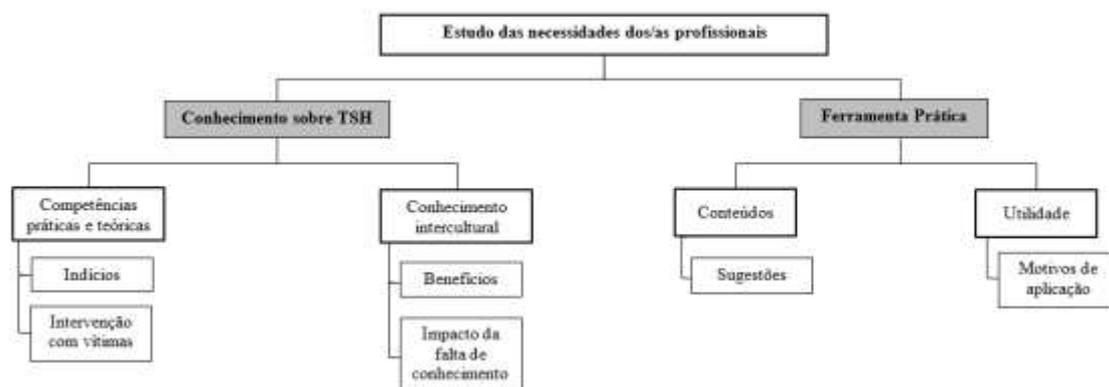 Estudo das necessidades dos/as profissionais
Conhecimento sobre TSH
Ferramenta Prática
Competências
práticas e teóricas
Conhecimento
intercultural
Conteúdos
Utilidade
Indícios
Benefícios
Sugestões
Motivos de
aplicação
Intervenção
com vítimas
Impacto da
falta de
conhecimento